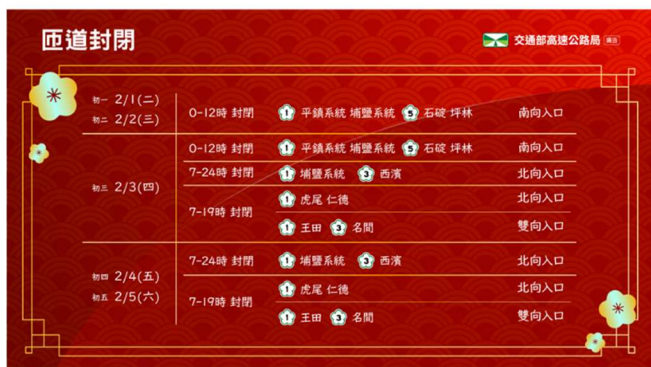 匝道封閉
交通部高速公路局 廣告
初一 2/1(二)
初二 2/2(三)
0-12時 封閉 1 平鎮系統 埔鹽系統 5 石碇 坪林 南向入口
初三 2/3(四)
0-12時 封閉 1 平鎮系統 埔鹽系統 5 石碇 坪林 南向入口
7-24時 封閉 1 埔鹽系統 3 西濱 北向入口
7-19時 封閉 1 虎尾 仁德 北向入口
1 王田 3 名間 雙向入口
初四 2/4(五)
初五 2/5(六)
7-24時 封閉 1 埔鹽系統 3 西濱 北向入口
7-19時 封閉 1 虎尾 仁德 北向入口
1 王田 3 名間 雙向入口